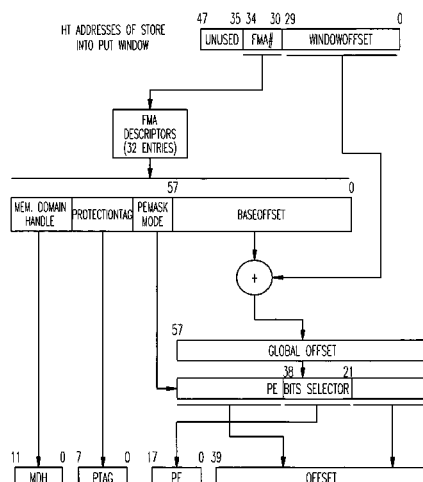 47 35 34 30 29 0
HT ADDRESSES OF STORE
INTO PUT WINDOW
UNUSED FMA# WINDOWOFFSET
FMA
DESCRIPTORS
(32 ENTRIES)
57 0
MEM. DOMAIN
HANDLE
PROTECTIONTAG
PEMASK
MODE
BASEOFFSET
+
57
GLOBAL OFFSET
38 21
PE BITS SELECTOR
11 0 7 0 17 0 39
MDH PTAG PE OFFSET